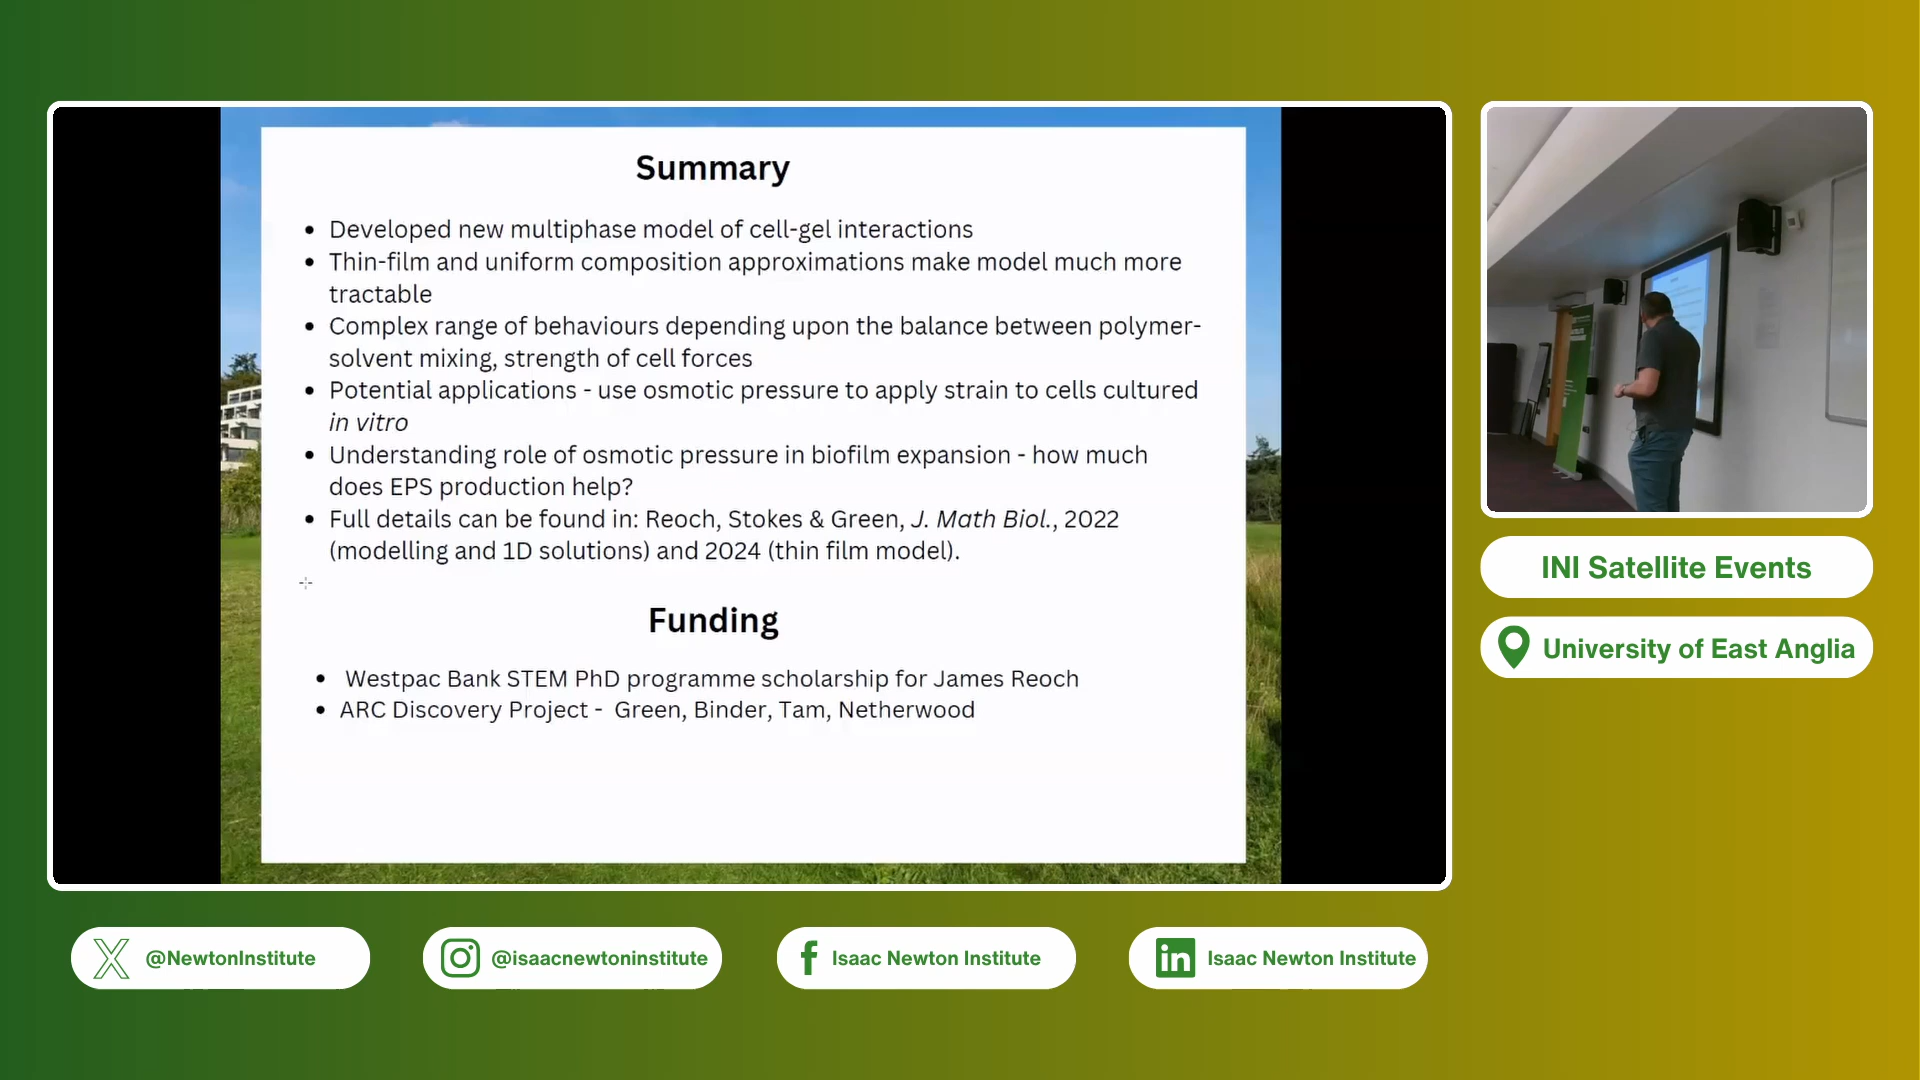 Summary
Developed new multiphase model of cell-gel interactions
Thin-film and uniform composition approximations make model much more
tractable
Complex range of behaviours depending upon the balance between polymer-
solvent mixing, strength of cell forces
Potential applications - use osmotic pressure to apply strain to cells cultured
in vitro
Understanding role of osmotic pressure in biofilm expansion - how much
does EPS production help?
Full details can be found in: Reoch, Stokes & Green, J. Math Biol., 2022
(modelling and 1D solutions) and 2024 (thin film model).
Funding
Westpac Bank STEM PhD programme scholarship for James Reoch
ARC Discovery Project - Green, Binder, Tam, Netherwood
INI Satellite Events
University of East Anglia
@NewtonInstitute
@isaacnewtoninstitute
Isaac Newton Institute
Isaac Newton Institute